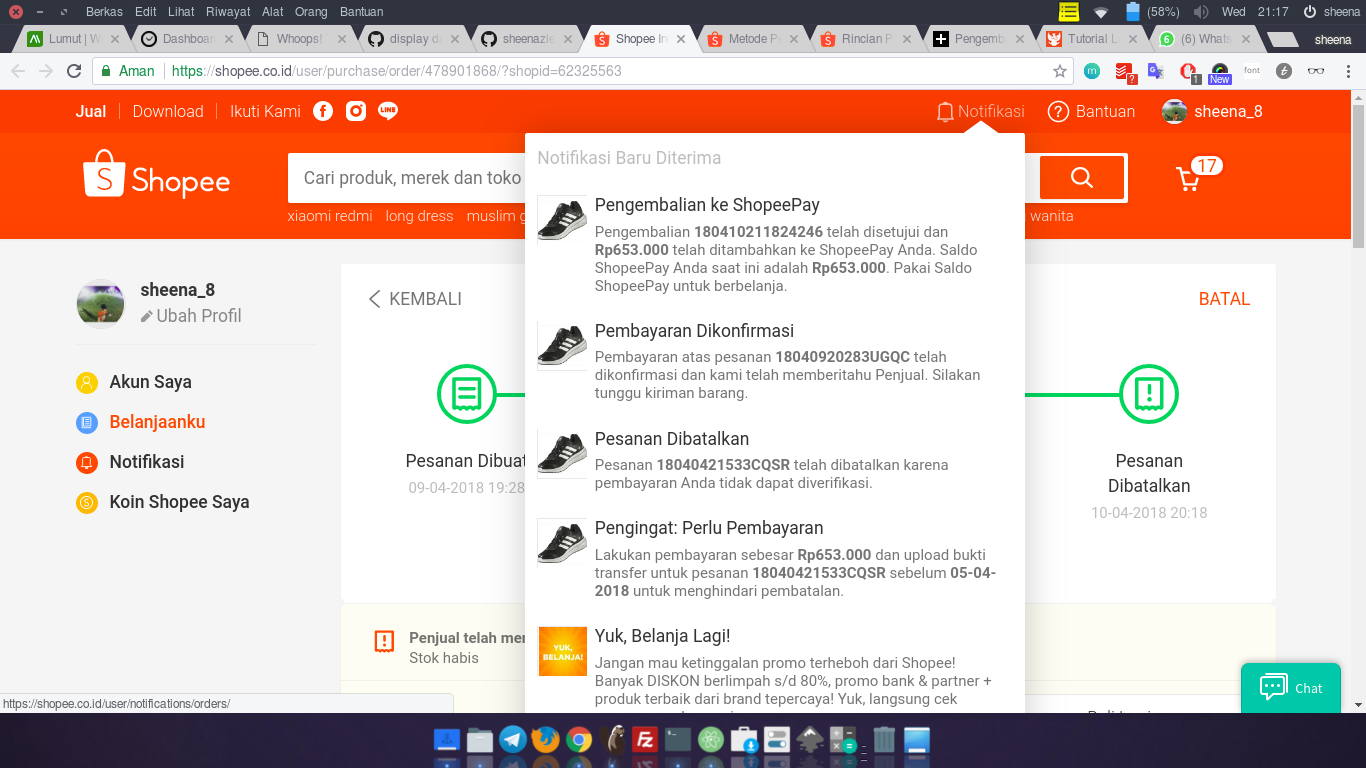 Berkas Edit Lihat Riwayat Alat Orang Bantuan (58%) Wed 21:17 sheena
Lumut | W Dashboar Whoops! display d sheenazie Shopee In Metode P Rincian P Pengemb Tutorial L (6) Whats sheena
Aman https://shopee.co.id/user/purchase/order/478901868/?shopid=62325563 m ? 1 New font t
Jual Download Ikuti Kami LINE Notifikasi Bantuan sheena_8
Notifikasi Baru Diterima
Shopee Cari produk, merek dan toko 17
xiaomi redmi long dress muslim g wanita
Pengembalian ke ShopeePay
Pengembalian 180410211824246 telah disetujui dan
Rp653.000 telah ditambahkan ke ShopeePay Anda. Saldo
ShopeePay Anda saat ini adalah Rp653.000. Pakai Saldo
ShopeePay untuk berbelanja.
sheena_8
Ubah Profil
KEMBALI
BATAL
Pembayaran Dikonfirmasi
Pembayaran atas pesanan 18040920283UGQC telah
dikonfirmasi dan kami telah memberitahu Penjual. Silakan
tunggu kiriman barang.
Akun Saya
Belanjaanku
Notifikasi
Koin Shopee Saya
Pesanan Dibuat
09-04-2018 19:28
Pesanan Dibatalkan
Pesanan 18040421533CQSR telah dibatalkan karena
pembayaran Anda tidak dapat diverifikasi.
Pesanan
Dibatalkan
10-04-2018 20:18
Pengingat: Perlu Pembayaran
Lakukan pembayaran sebesar Rp653.000 dan upload bukti
transfer untuk pesanan 18040421533CQSR sebelum 05-04-
2018 untuk menghindari pembatalan.
Penjual telah mer
Stok habis
YUK,
BELANJA!
Yuk, Belanja Lagi!
Jangan mau ketinggalan promo terheboh dari Shopee!
Banyak DISKON berlimpah s/d 80%, promo bank & partner +
produk terbaik dari brand tepercaya! Yuk, langsung cek
Chat
https://shopee.co.id/user/notifications/orders/